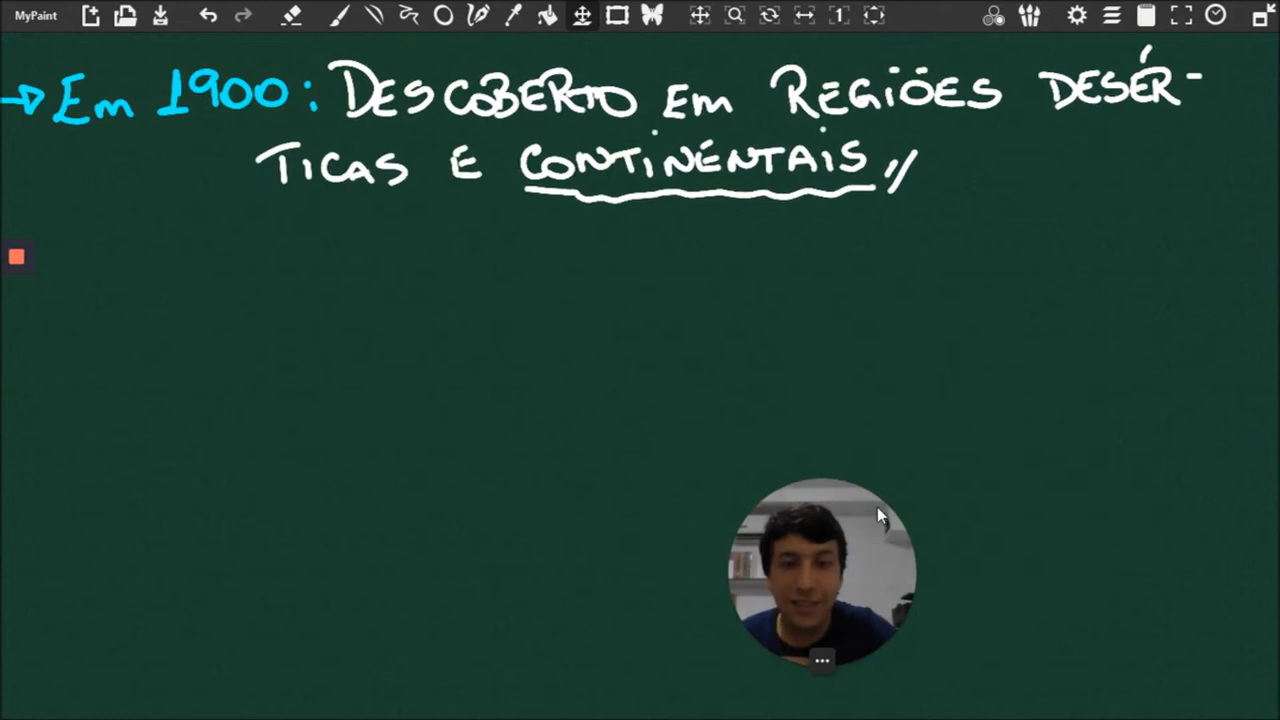 MyPaint
→ Em 1900: DESCOBERTO EM REGIÕES DESÉR-
TICAS E CONTINENTAIS //